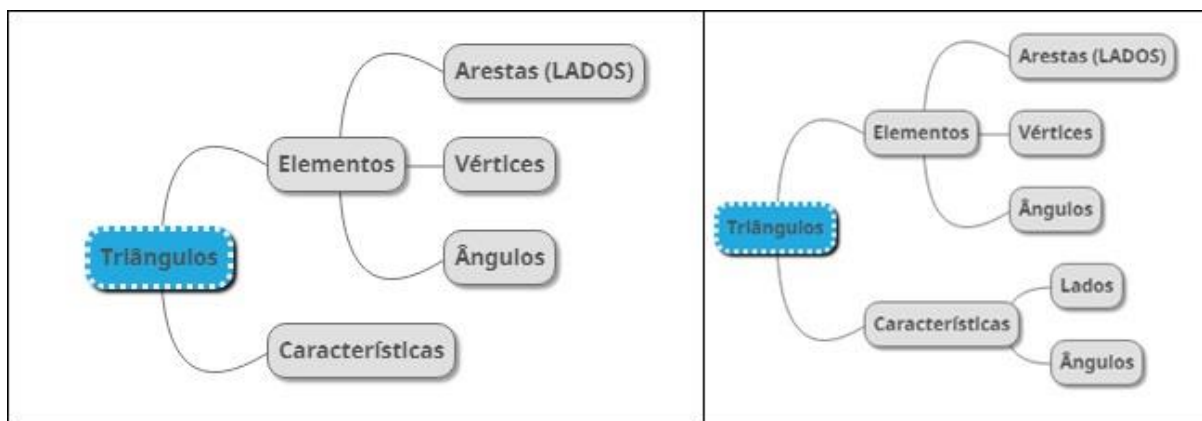 Arestas (LADOS)
Elementos
Vértices
Ângulos
Triângulos
Características
Arestas (LADOS)
Elementos
Vértices
Ângulos
Triângulos
Lados
Características
Ângulos